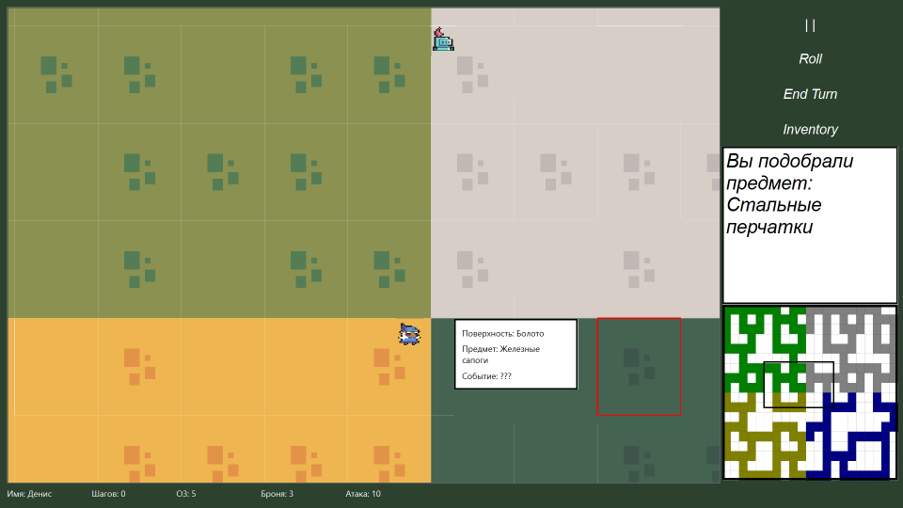 ||
Roll
End Turn
Inventory
Вы подобрали
предмет:
Стальные
перчатки
Поверхность: Болото
Предмет: Железные
сапоги
Событие: ???
Имя: Денис Шагов: 0 ОЗ: 5 Броня: 3 Атака: 10